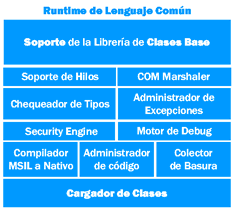 Runtime de Lenguaje Común
Soporte de la Librería de Clases Base
Soporte de Hilos
COM Marshaler
Chequeador de Tipos
Administrador de
Excepciones
Security Engine
Motor de Debug
Compilador
MSIL a Nativo
Administrador
de código
Colector
de Basura
Cargador de Clases